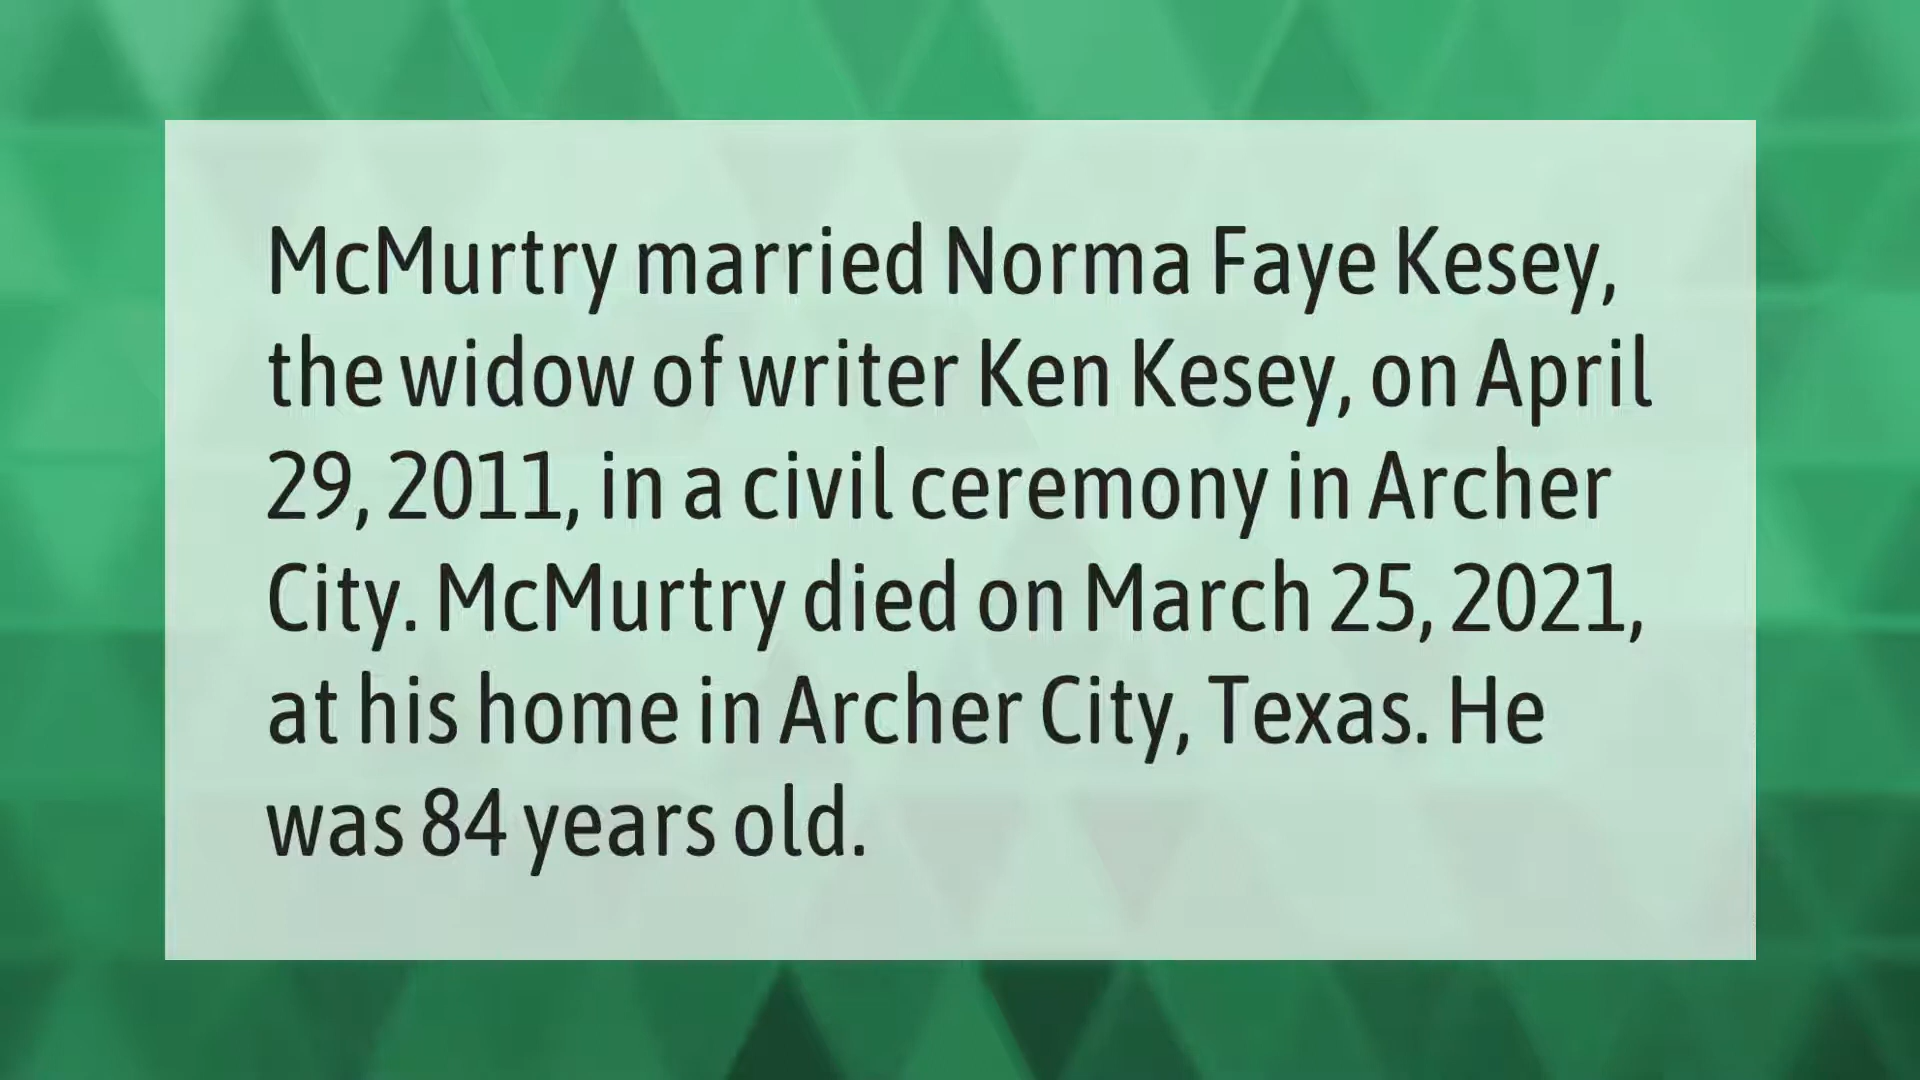 McMurtry married Norma Faye Kesey,
the widow of writer Ken Kesey, on April
29, 2011, in a civil ceremony in Archer
City. McMurtry died on March 25, 2021,
at his home in Archer City, Texas. He
was 84 years old.